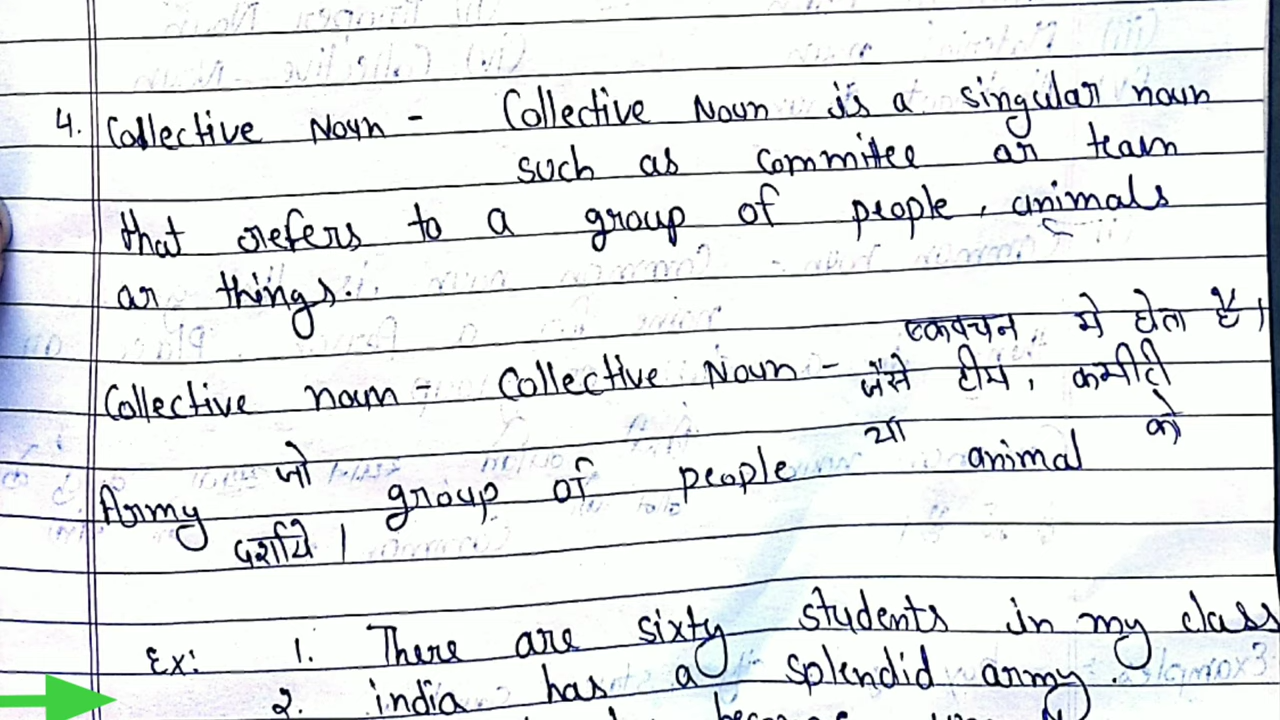 4. Collective Noun - Collective Noun is a singular noun
such as commitee or team
that refers to a group of people, animals
or things.
एकवचन मे होता है।
Collective noun - Collective Noun - जैसे टीम, कमीटी
Army जो group of people या animal को
दर्शाये।
Ex: 1. There are sixty students in my class
2. india has a splendid army.